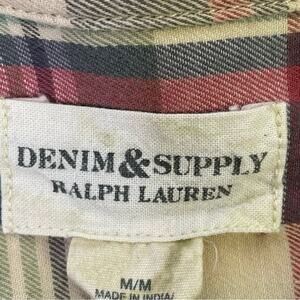 DENIM & SUPPLY
RALPH LAUREN
M/M
MADE IN INDIA/